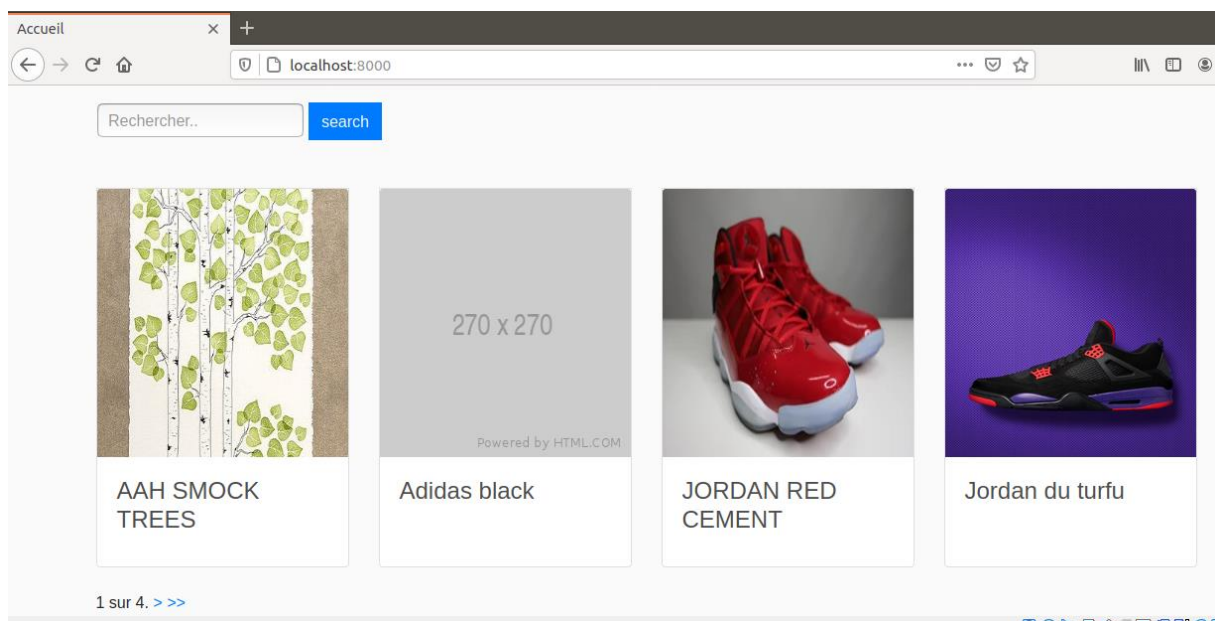 Accueil
localhost:8000
Rechercher..
search
270 x 270
Powered by HTML.COM
AAH SMOCK
TREES
Adidas black
JORDAN RED
CEMENT
Jordan du turfu
1 sur 4. > >>